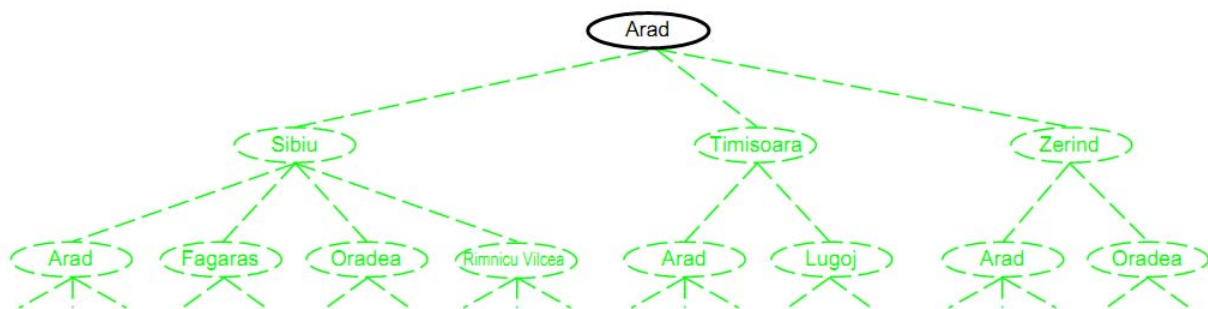 Arad
Sibiu
Timisoara
Zerind
Arad
Fagaras
Oradea
Rimnicu Vilcea
Arad
Lugoj
Arad
Oradea